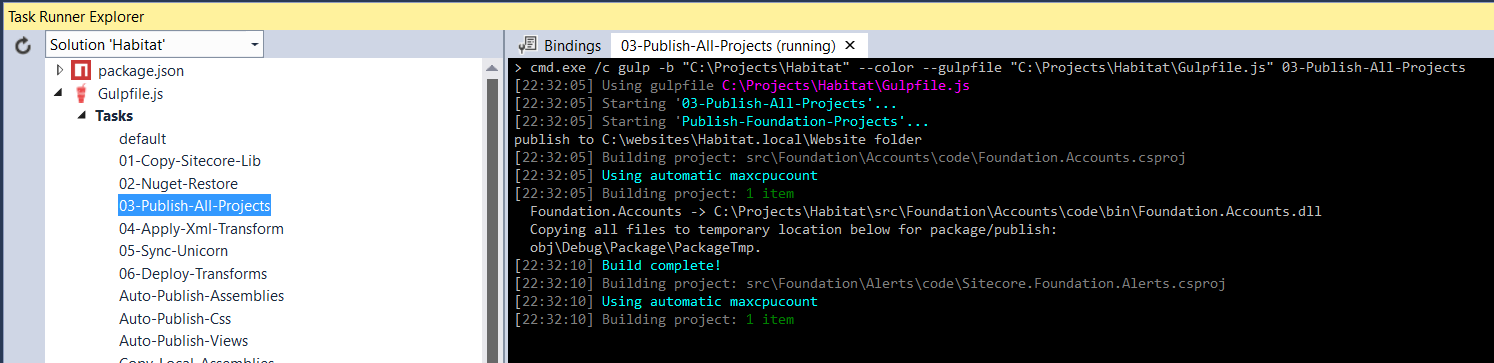 Task Runner Explorer
Solution 'Habitat'
package.json
Gulpfile.js
Tasks
default
01-Copy-Sitecore-Lib
02-Nuget-Restore
03-Publish-All-Projects
04-Apply-Xml-Transform
05-Sync-Unicorn
06-Deploy-Transforms
Auto-Publish-Assemblies
Auto-Publish-Css
Auto-Publish-Views
Copy-Local-Assemblies
Bindings 03-Publish-All-Projects (running)
> cmd.exe /c gulp -b "C:\Projects\Habitat" --color --gulpfile "C:\Projects\Habitat\Gulpfile.js" 03-Publish-All-Projects
[22:32:05] Using gulpfile C:\Projects\Habitat\Gulpfile.js
[22:32:05] Starting '03-Publish-All-Projects'...
[22:32:05] Starting 'Publish-Foundation-Projects'...
publish to C:\websites\Habitat.local\Website folder
[22:32:05] Building project: src\Foundation\Accounts\code\Foundation.Accounts.csproj
[22:32:05] Using automatic maxcpucount
[22:32:05] Building project: 1 item
Foundation.Accounts -> C:\Projects\Habitat\src\Foundation\Accounts\code\bin\Foundation.Accounts.dll
Copying all files to temporary location below for package/publish:
obj\Debug\Package\PackageTmp.
[22:32:10] Build complete!
[22:32:10] Building project: src\Foundation\Alerts\code\Sitecore.Foundation.Alerts.csproj
[22:32:10] Using automatic maxcpucount
[22:32:10] Building project: 1 item